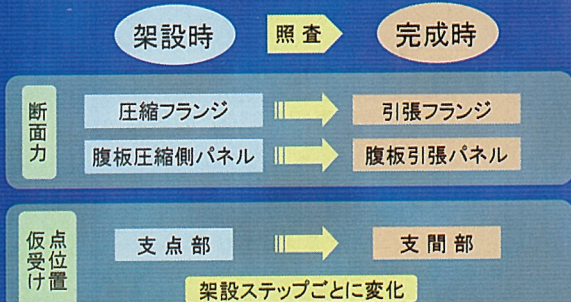 架設時
照査
完成時
断面力
圧縮フランジ
引張フランジ
腹板圧縮側パネル
腹板引張パネル
仮受け点位置
支点部
支間部
架設ステップごとに変化